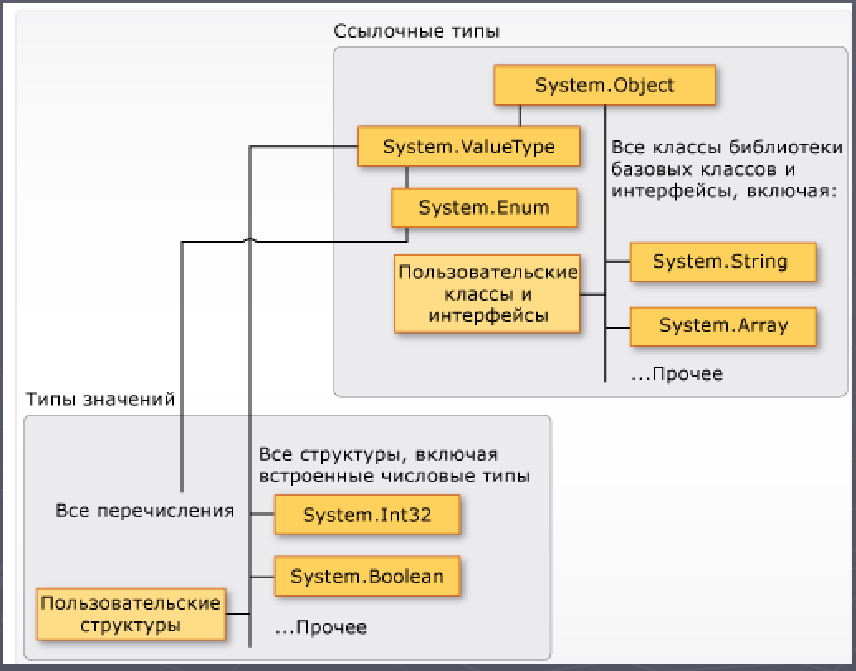 Ссылочные типы
System.Object
System.ValueType
Все классы библиотеки
базовых классов и
интерфейсы, включая:
System.Enum
System.String
Пользовательские
классы и
интерфейсы
System.Array
...Прочее
Типы значений
Все структуры, включая
встроенные числовые типы
Все перечисления
System.Int32
System.Boolean
Пользовательские
структуры
...Прочее